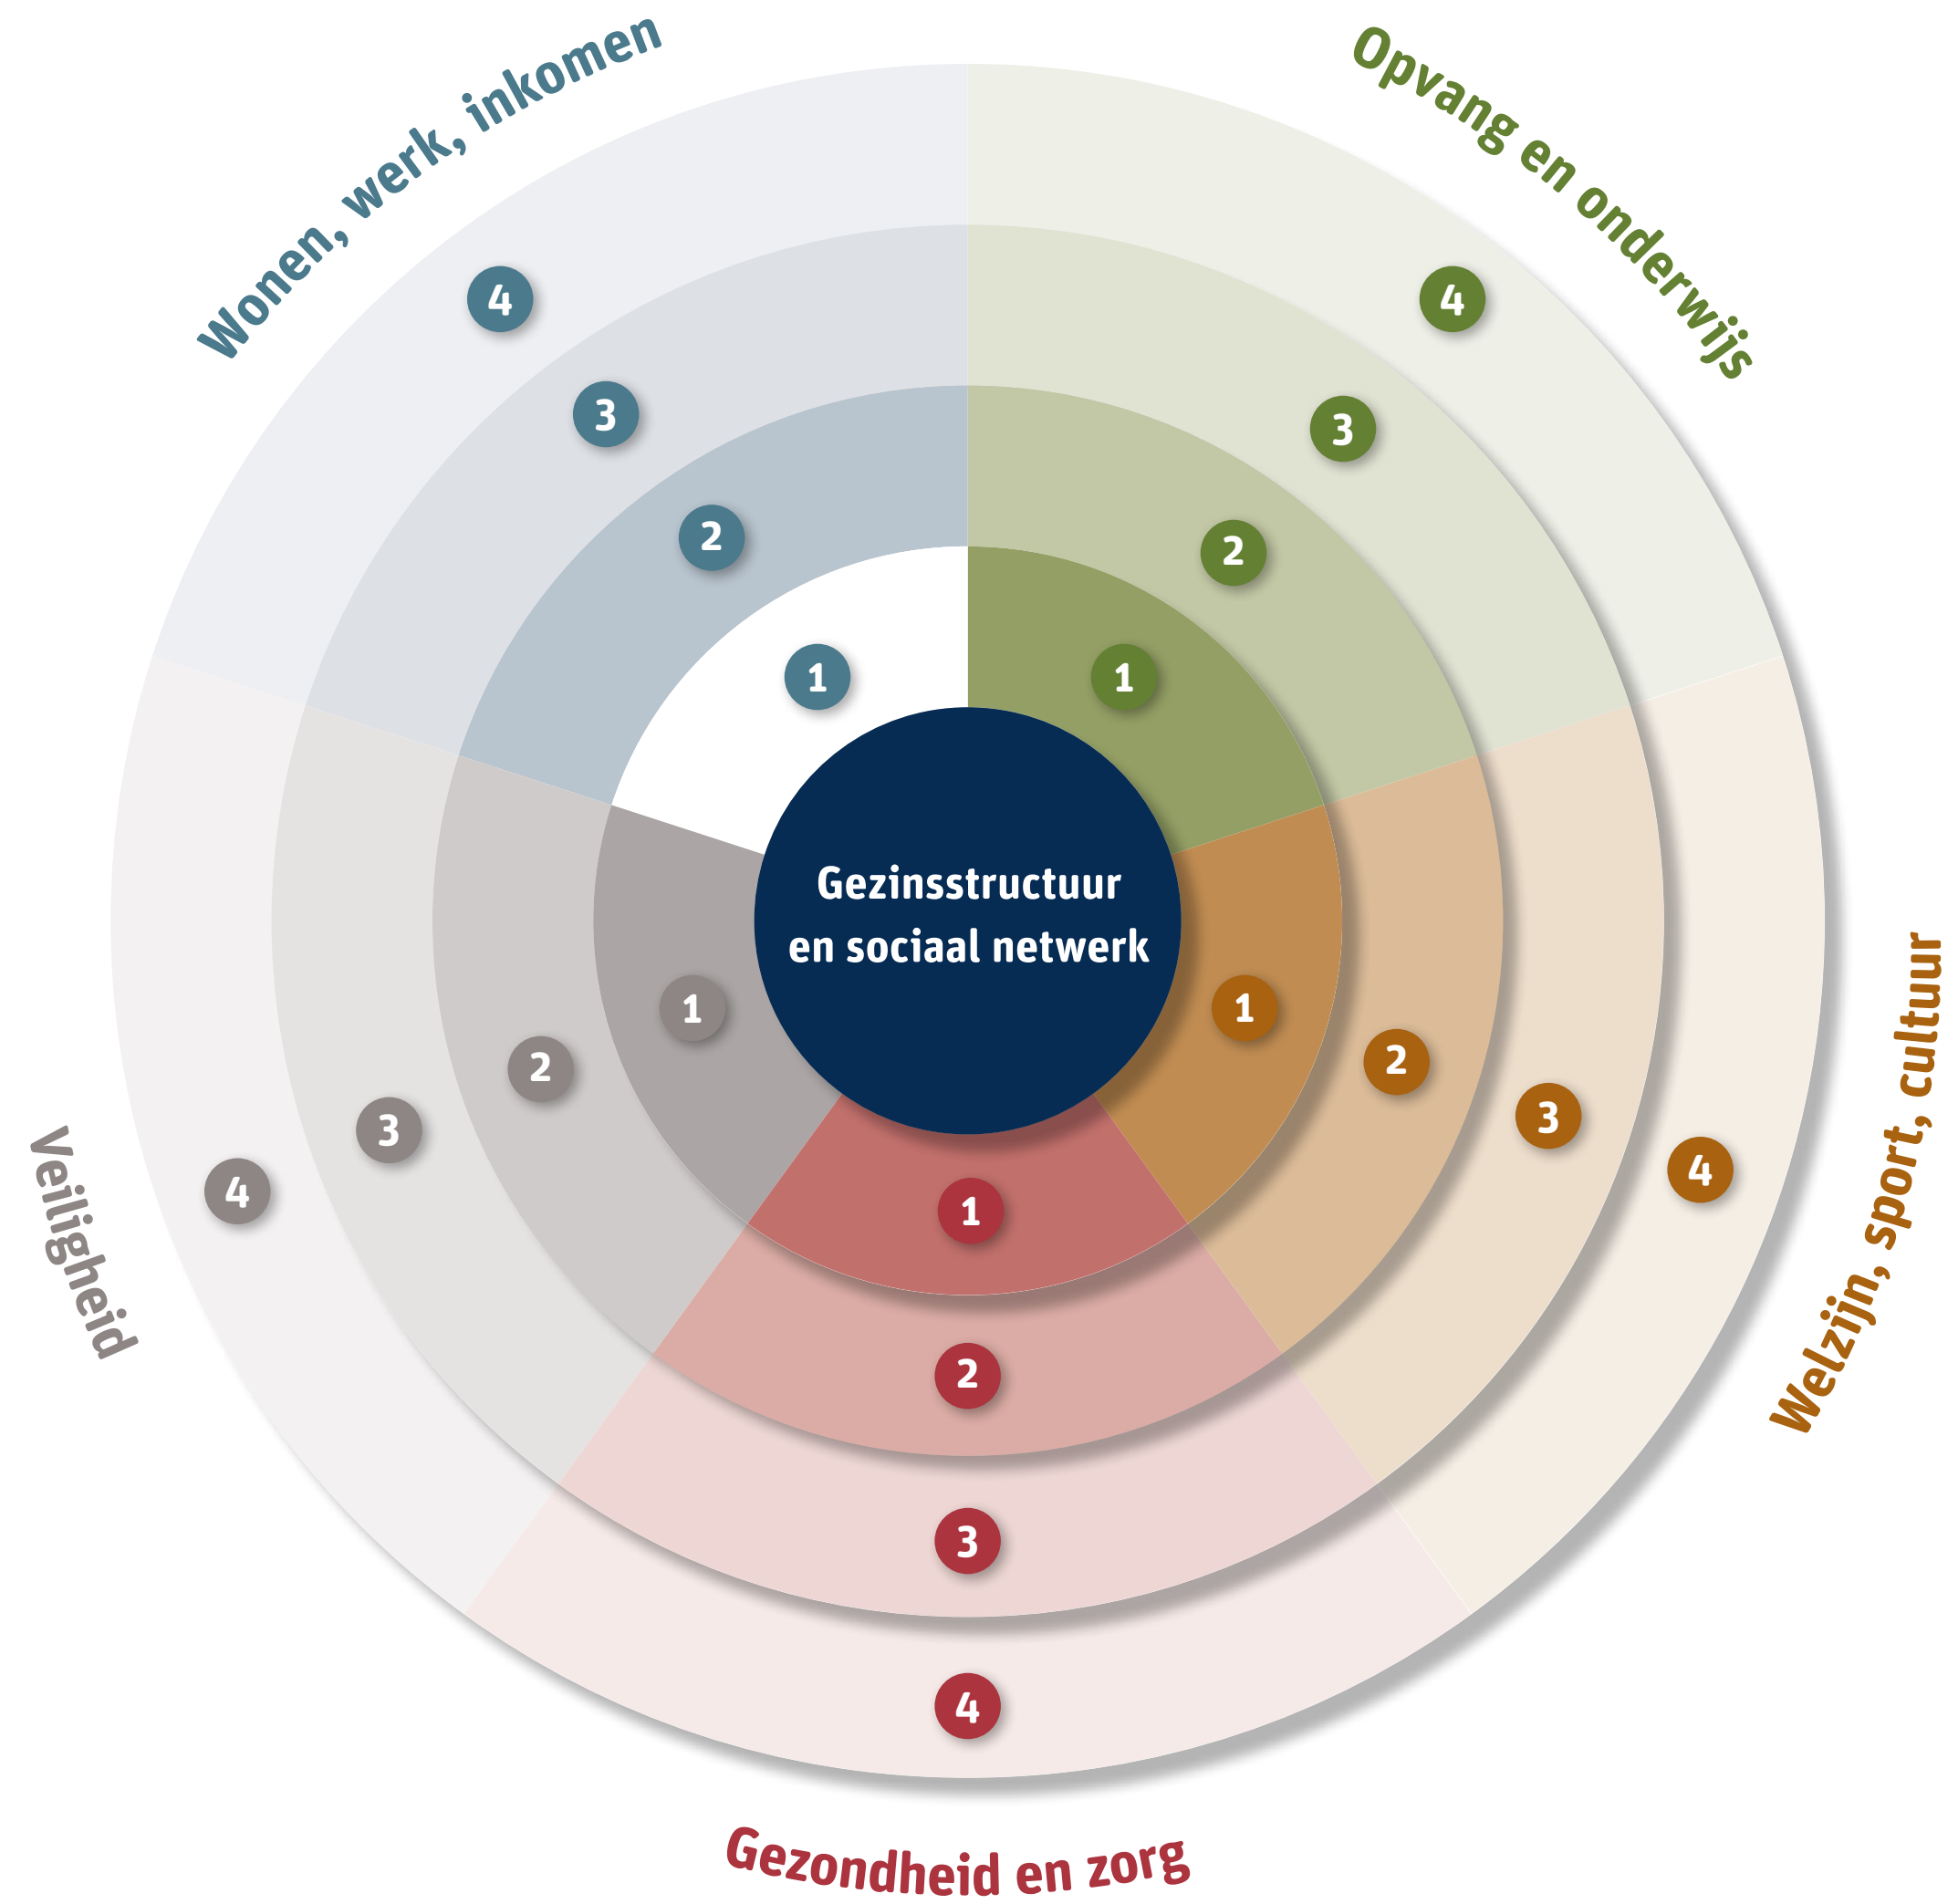 Wonen, werk, inkomen
Opvang en onderwijs
4
4
3
3
2
2
1
1
Gezinsstructuur
en sociaal netwerk
1
1
2
2
3
3
4
4
Veiligheid
Welzijn, sport, cultuur
1
2
3
4
Gezondheid en zorg